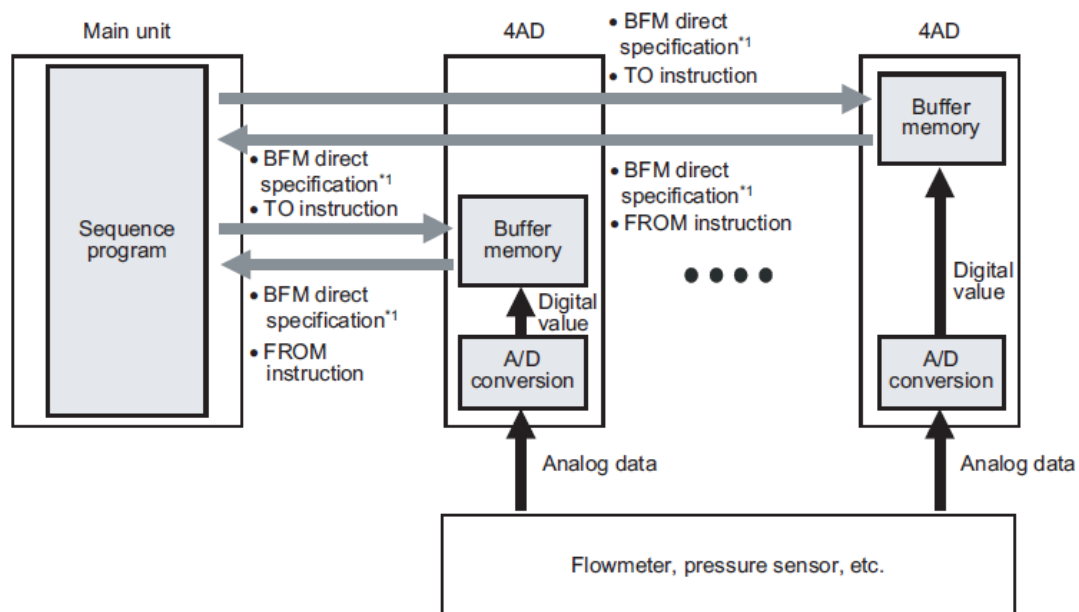 Main unit
4AD
• BFM direct
specification*1
• TO instruction
4AD
Buffer
memory
• BFM direct
specification*1
• TO instruction
• BFM direct
specification*1
• FROM instruction
Sequence
program
Buffer
memory
Digital
value
• BFM direct
specification*1
• FROM
instruction
Digital
value
A/D
conversion
A/D
conversion
Analog data
Analog data
Flowmeter, pressure sensor, etc.